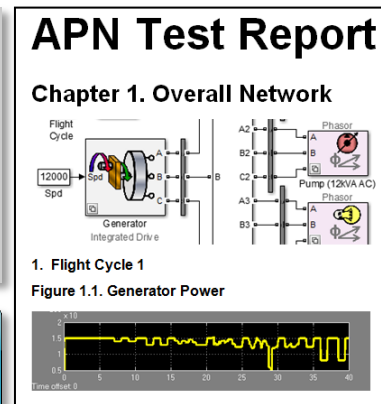 APN Test Report
Chapter 1. Overall Network
Flight
Cycle
12000
Spd
Spd
A
B
C
Generator
Integrated Drive
B
A2
B2
C2
A3
B3
Phasor
A
B
Pump (12kVA AC)
Phasor
A
B
1. Flight Cycle 1
Figure 1.1. Generator Power
2
1.5
1
0.5
0
5
10
15
20
25
30
35
40
Time offset: 0